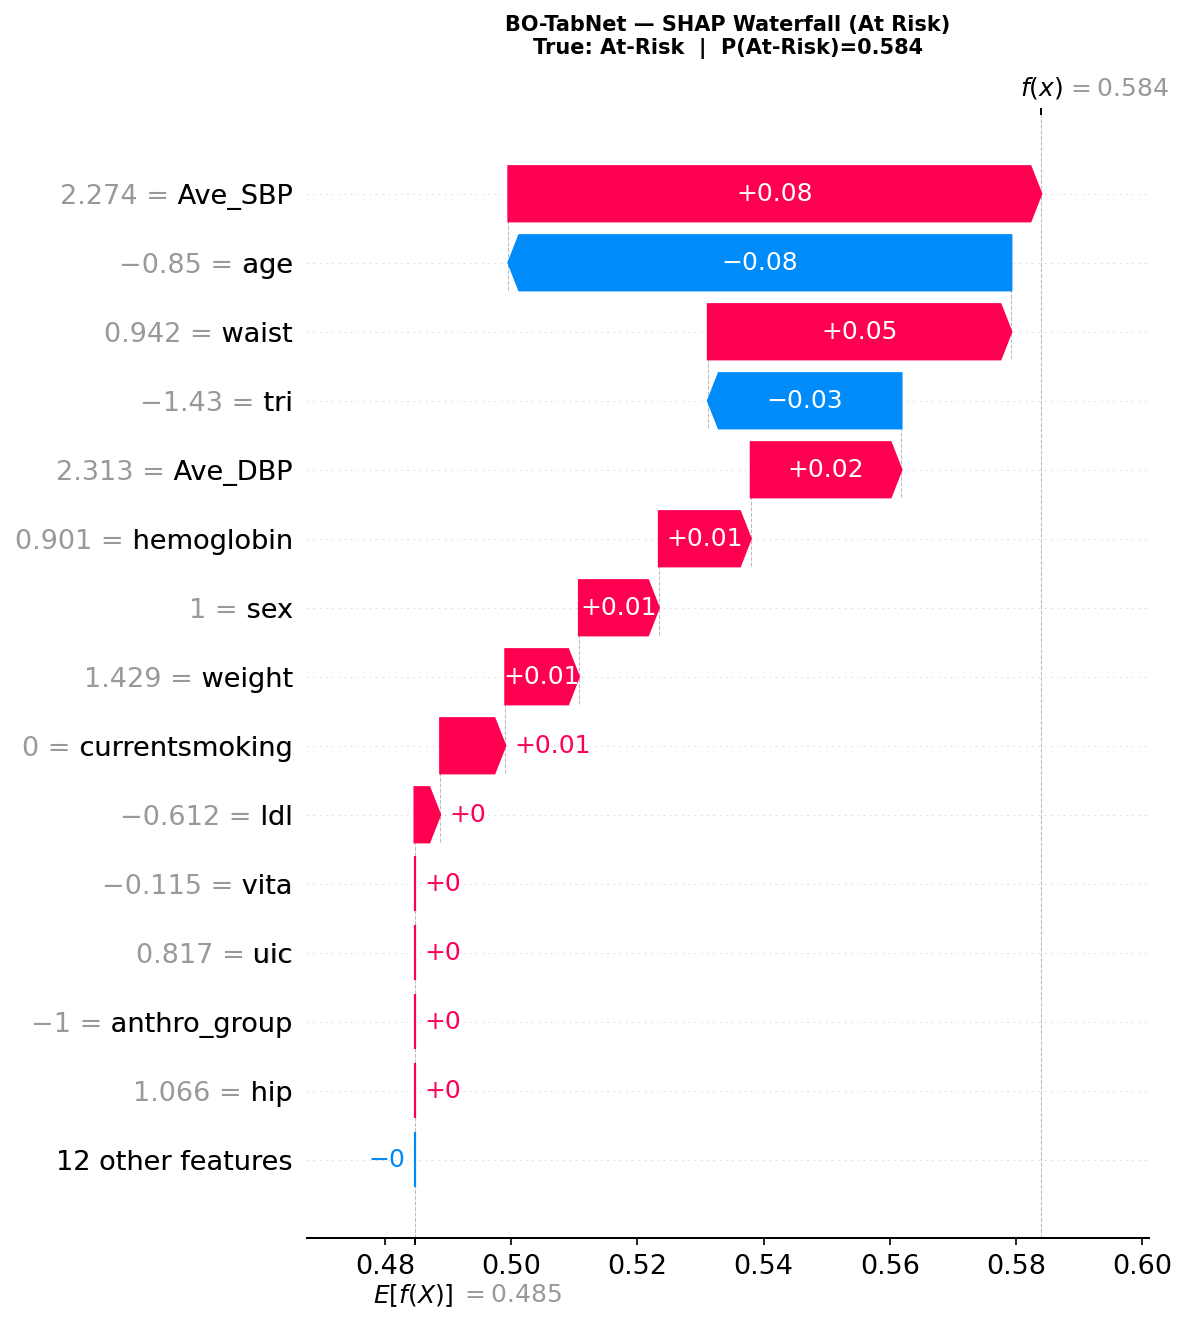 BO-TabNet — SHAP Waterfall (At Risk)
True: At-Risk | P(At-Risk)=0.584
f(x) = 0.584
2.274 = Ave_SBP +0.08
−0.85 = age −0.08
0.942 = waist +0.05
−1.43 = tri −0.03
2.313 = Ave_DBP +0.02
0.901 = hemoglobin +0.01
1 = sex +0.01
1.429 = weight +0.01
0 = currentsmoking +0.01
−0.612 = ldl +0
−0.115 = vita +0
0.817 = uic +0
−1 = anthro_group +0
1.066 = hip +0
12 other features −0
0.48 0.50 0.52 0.54 0.56 0.58 0.60
E[f(X)] = 0.485